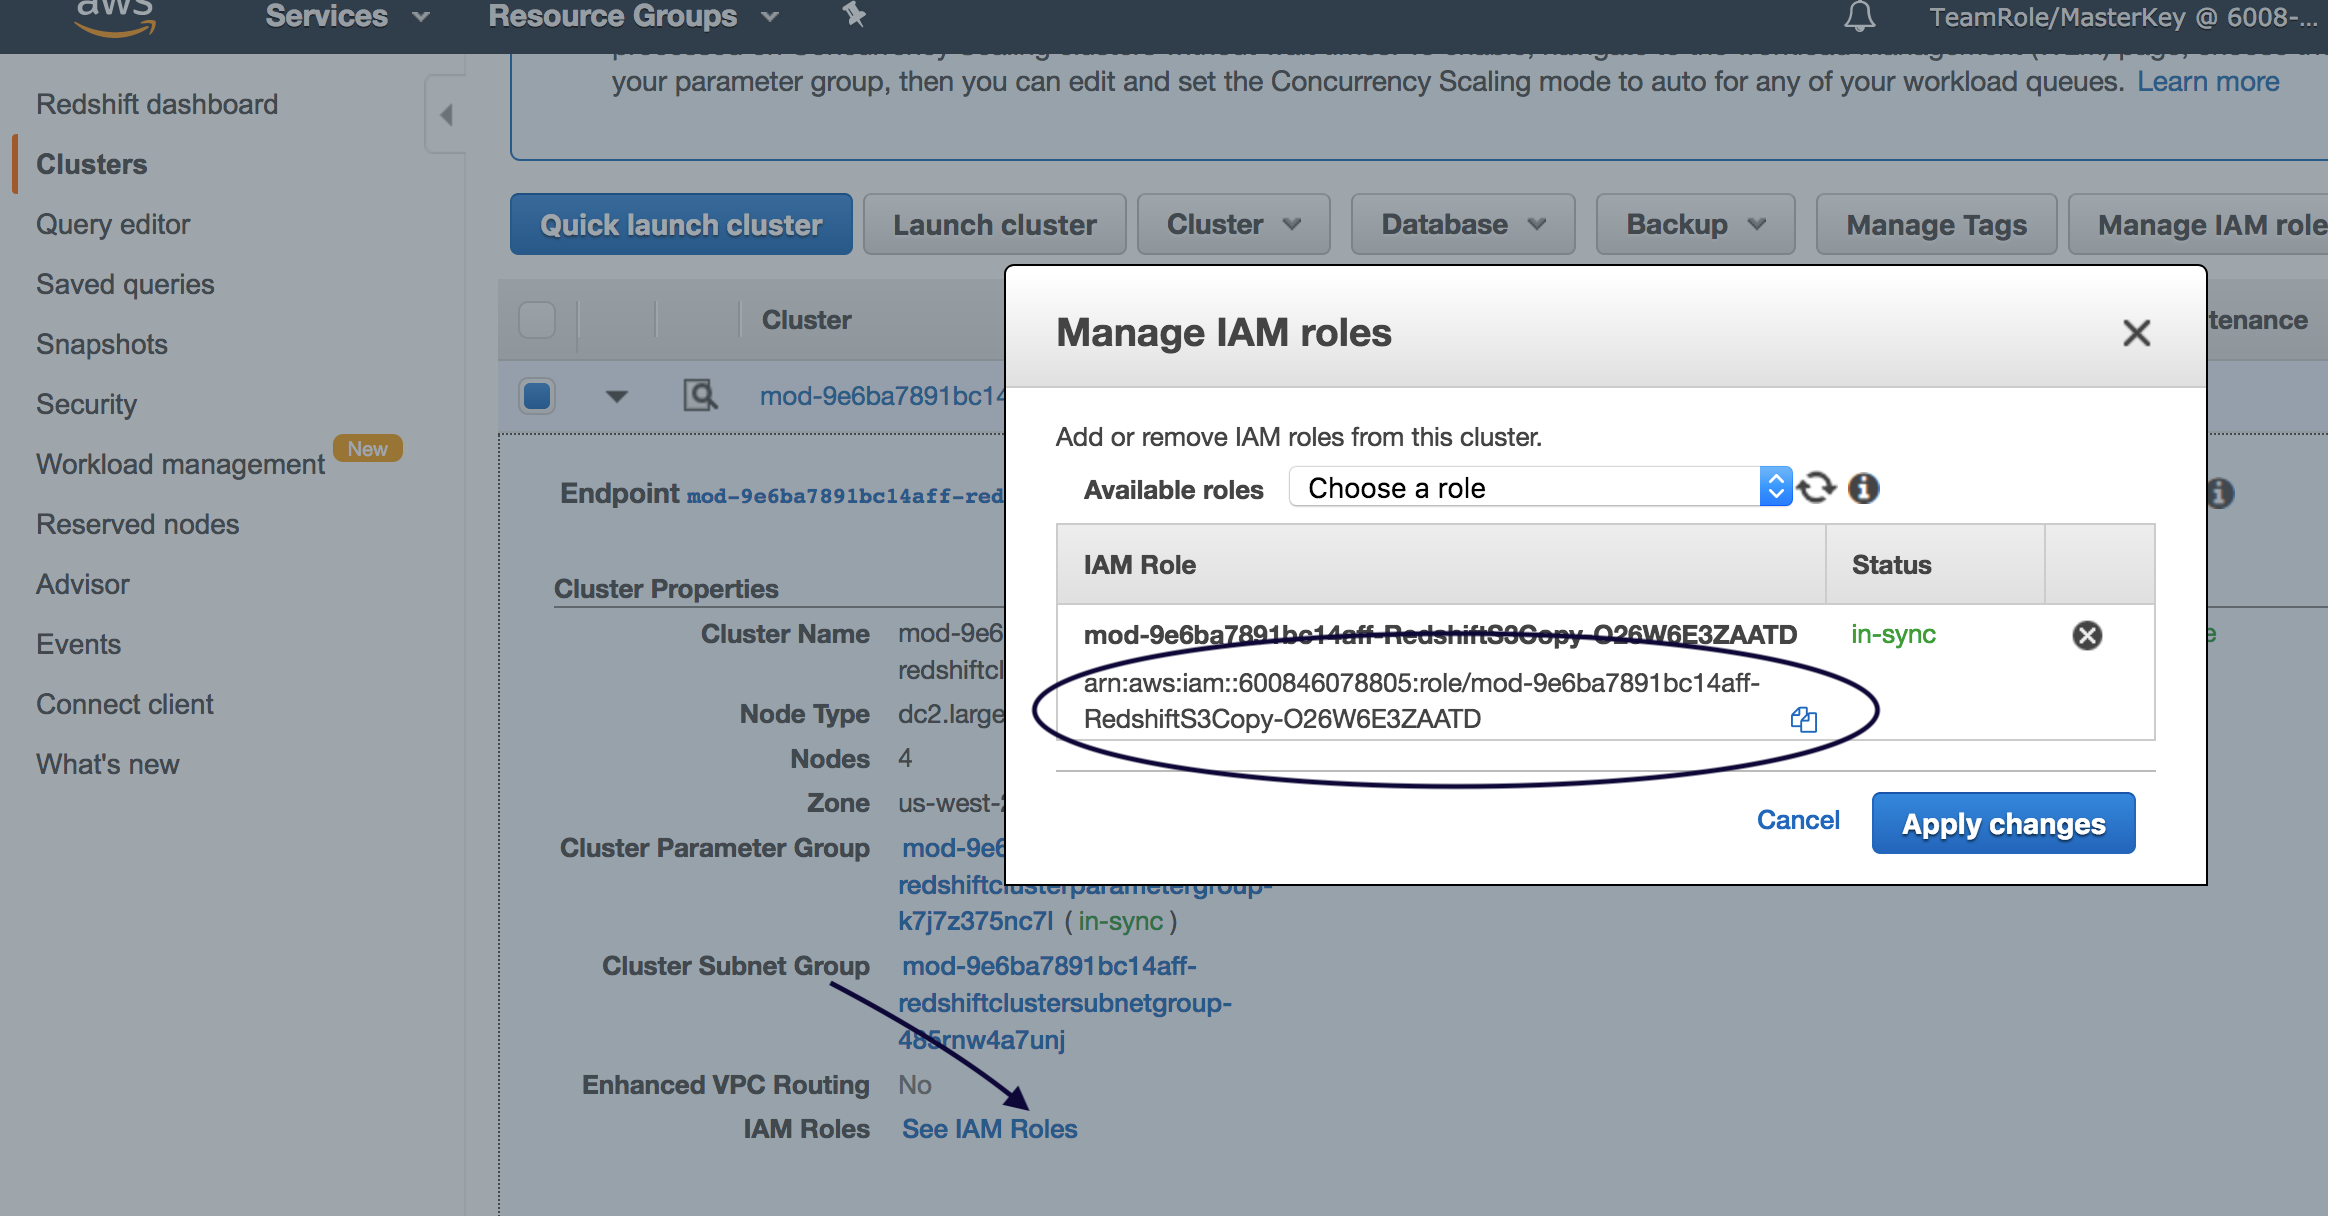 aws
Services
Resource Groups
TeamRole/MasterKey @ 6008-...
your parameter group, then you can edit and set the Concurrency Scaling mode to auto for any of your workload queues. Learn more
Redshift dashboard
Clusters
Query editor
Saved queries
Snapshots
Security
Workload management New
Reserved nodes
Advisor
Events
Connect client
What's new
Quick launch cluster
Launch cluster
Cluster
Database
Backup
Manage Tags
Manage IAM role
Cluster
tenance
mod-9e6ba7891bc14
Endpoint mod-9e6ba7891bc14aff-red
Cluster Properties
Cluster Name mod-9e6
redshiftcl
Node Type dc2.large
Nodes 4
Zone us-west-2
Cluster Parameter Group mod-9e6
redshiftclusterparametergroup-
k7j7z375nc7l ( in-sync )
Cluster Subnet Group mod-9e6ba7891bc14aff-
redshiftclustersubnetgroup-
485rnw4a7unj
Enhanced VPC Routing No
IAM Roles See IAM Roles
Manage IAM roles
Add or remove IAM roles from this cluster.
Available roles Choose a role
IAM Role Status
mod-9e6ba7891bc14aff-RedshiftS3Copy-O26W6E3ZAATD in-sync
arn:aws:iam::600846078805:role/mod-9e6ba7891bc14aff-
RedshiftS3Copy-O26W6E3ZAATD
Cancel
Apply changes